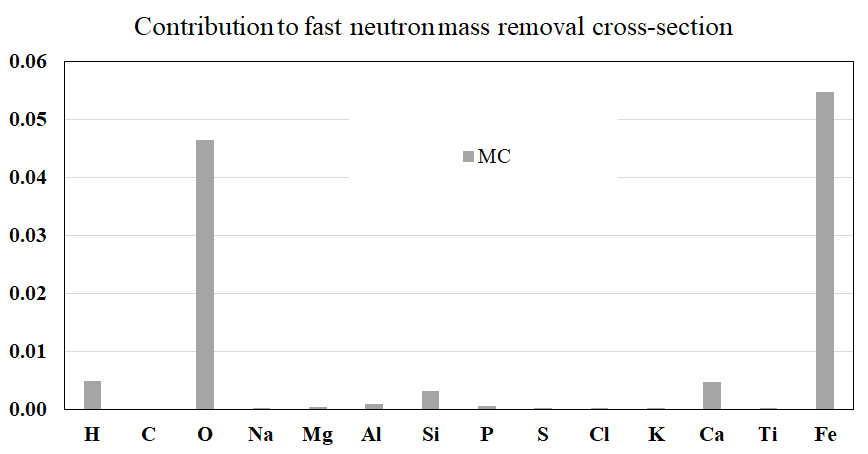 Contribution to fast neutron mass removal cross-section
0.06
0.05
MC
0.04
0.03
0.02
0.01
0.00
H C O Na Mg Al Si P S Cl K Ca Ti Fe